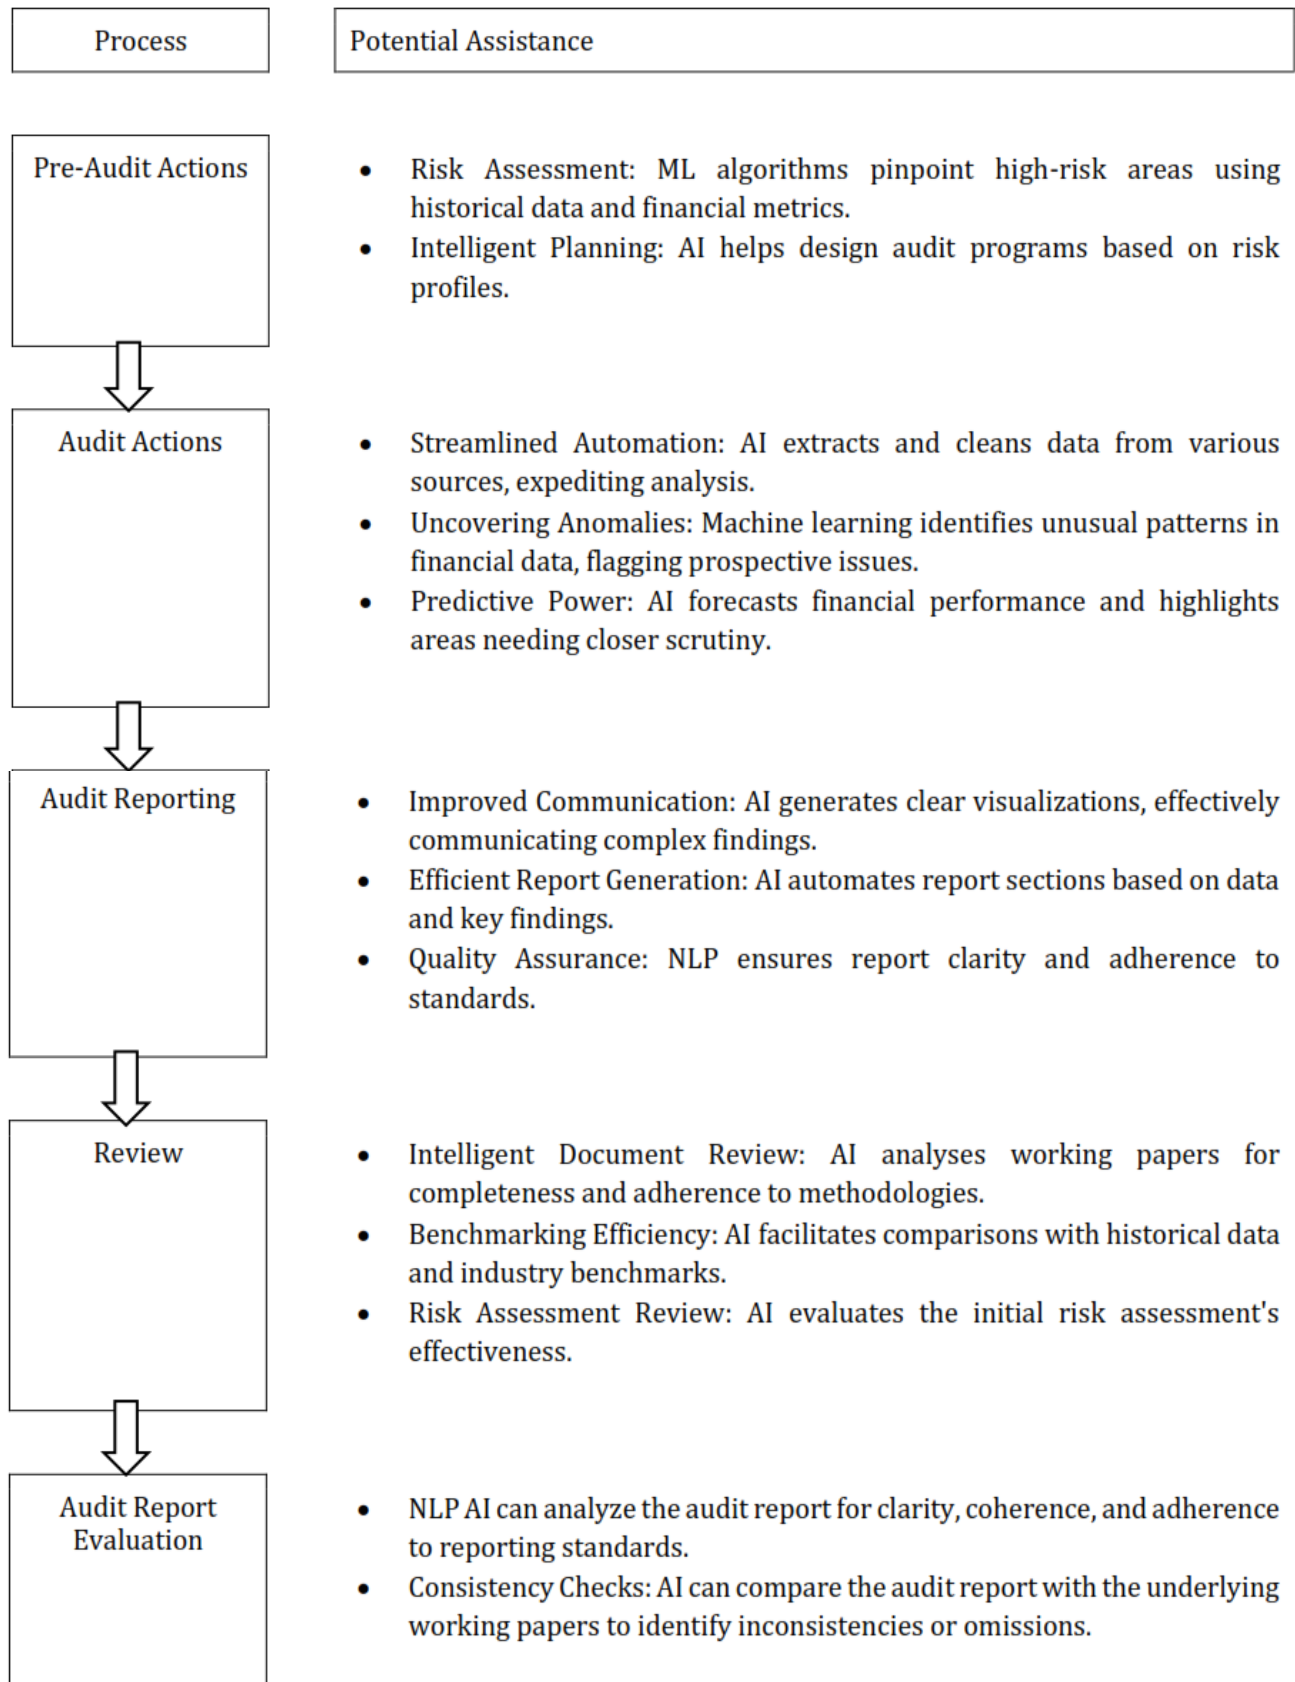 Process
Potential Assistance
Pre-Audit Actions
• Risk Assessment: ML algorithms pinpoint high-risk areas using
historical data and financial metrics.
• Intelligent Planning: AI helps design audit programs based on risk
profiles.
Audit Actions
• Streamlined Automation: AI extracts and cleans data from various
sources, expediting analysis.
• Uncovering Anomalies: Machine learning identifies unusual patterns in
financial data, flagging prospective issues.
• Predictive Power: AI forecasts financial performance and highlights
areas needing closer scrutiny.
Audit Reporting
• Improved Communication: AI generates clear visualizations, effectively
communicating complex findings.
• Efficient Report Generation: AI automates report sections based on data
and key findings.
• Quality Assurance: NLP ensures report clarity and adherence to
standards.
Review
• Intelligent Document Review: AI analyses working papers for
completeness and adherence to methodologies.
• Benchmarking Efficiency: AI facilitates comparisons with historical data
and industry benchmarks.
• Risk Assessment Review: AI evaluates the initial risk assessment's
effectiveness.
Audit Report
Evaluation
• NLP AI can analyze the audit report for clarity, coherence, and adherence
to reporting standards.
• Consistency Checks: AI can compare the audit report with the underlying
working papers to identify inconsistencies or omissions.